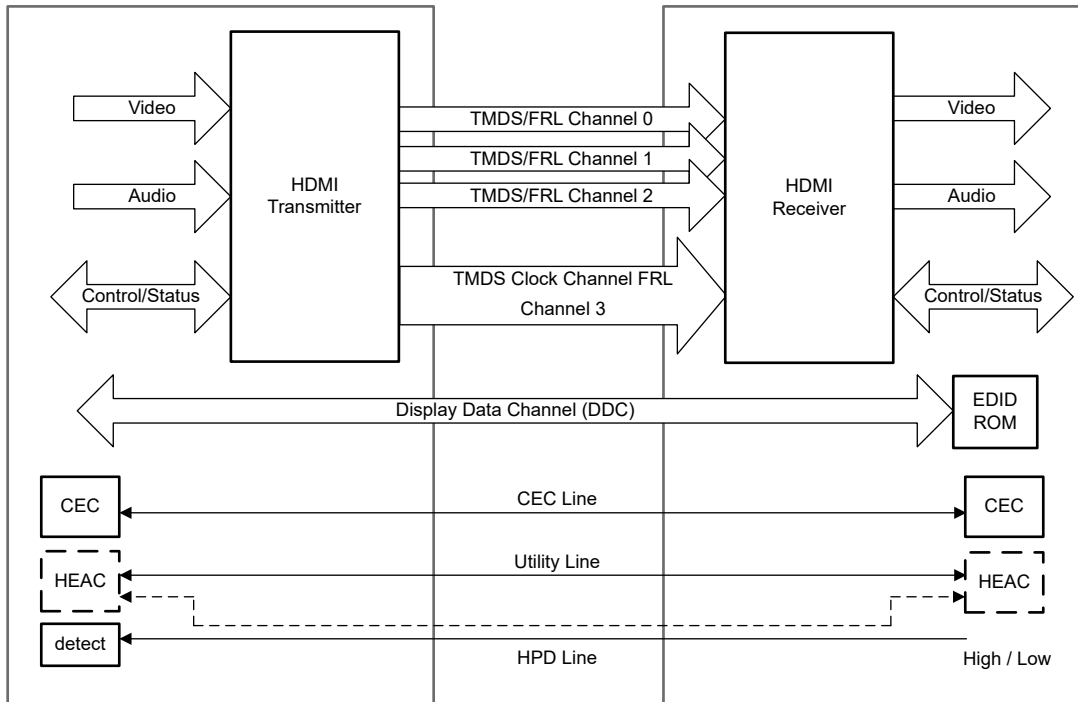 Video
Audio
Control/Status
HDMI
Transmitter
TMDS/FRL Channel 0
TMDS/FRL Channel 1
TMDS/FRL Channel 2
TMDS Clock Channel FRL
Channel 3
HDMI
Receiver
Video
Audio
Control/Status
Display Data Channel (DDC)
EDID
ROM
CEC
CEC Line
CEC
HEAC
Utility Line
HEAC
detect
HPD Line
High / Low